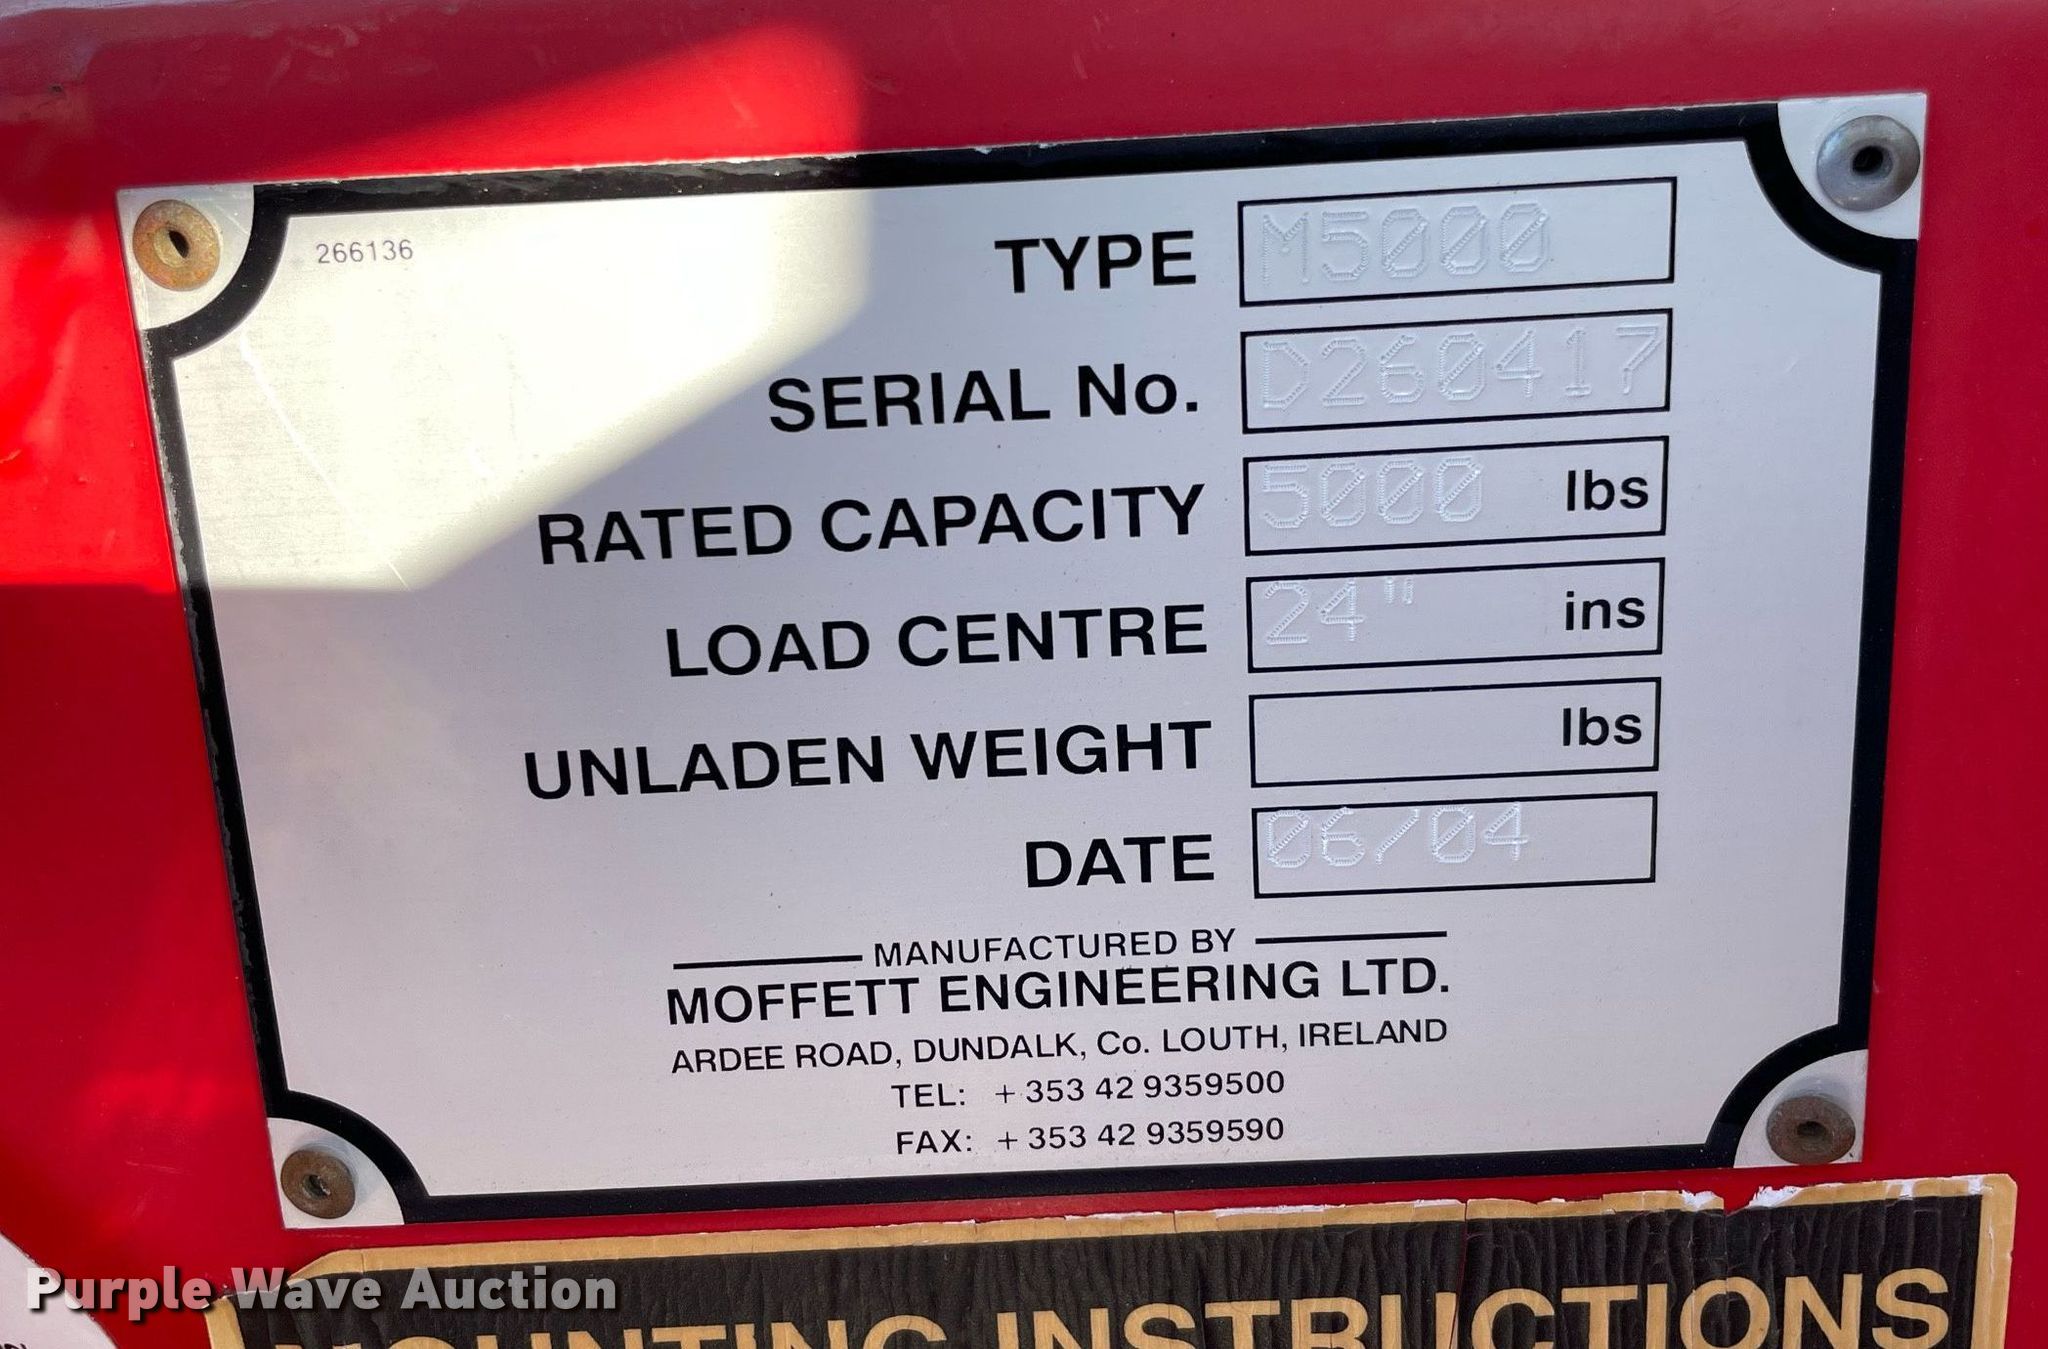 266136
TYPE M5000
SERIAL No. D260417
RATED CAPACITY 5000 lbs
LOAD CENTRE 24" ins
UNLADEN WEIGHT lbs
DATE 06/04
MANUFACTURED BY
MOFFETT ENGINEERING LTD.
ARDEE ROAD, DUNDALK, Co. LOUTH, IRELAND
TEL: +353 42 9359500
FAX: +353 42 9359590
MOUNTING INSTRUCTIONS
Purple Wave Auction